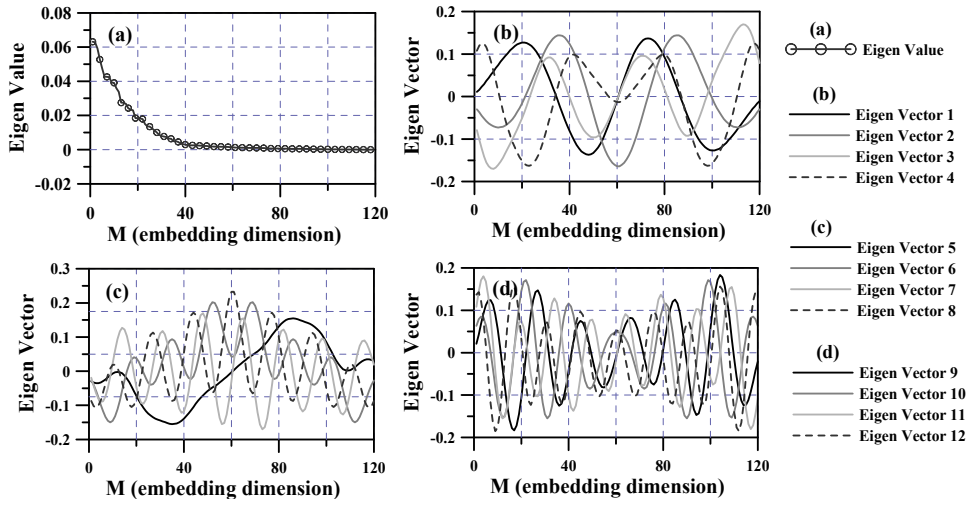 (a)
Eigen Value
0.08
0.06
0.04
0.02
0
-0.02
0 40 80 120
M (embedding dimension)
(b)
Eigen Vector
0.2
0.1
0
-0.1
-0.2
0 40 80 120
M (embedding dimension)
(c)
Eigen Vector
0.3
0.2
0.1
0
-0.1
-0.2
0 40 80 120
M (embedding dimension)
(d)
Eigen Vector
0.2
0.1
0
-0.1
-0.2
0 40 80 120
M (embedding dimension)
(a)
Eigen Value
(b)
Eigen Vector 1
Eigen Vector 2
Eigen Vector 3
Eigen Vector 4
(c)
Eigen Vector 5
Eigen Vector 6
Eigen Vector 7
Eigen Vector 8
(d)
Eigen Vector 9
Eigen Vector 10
Eigen Vector 11
Eigen Vector 12